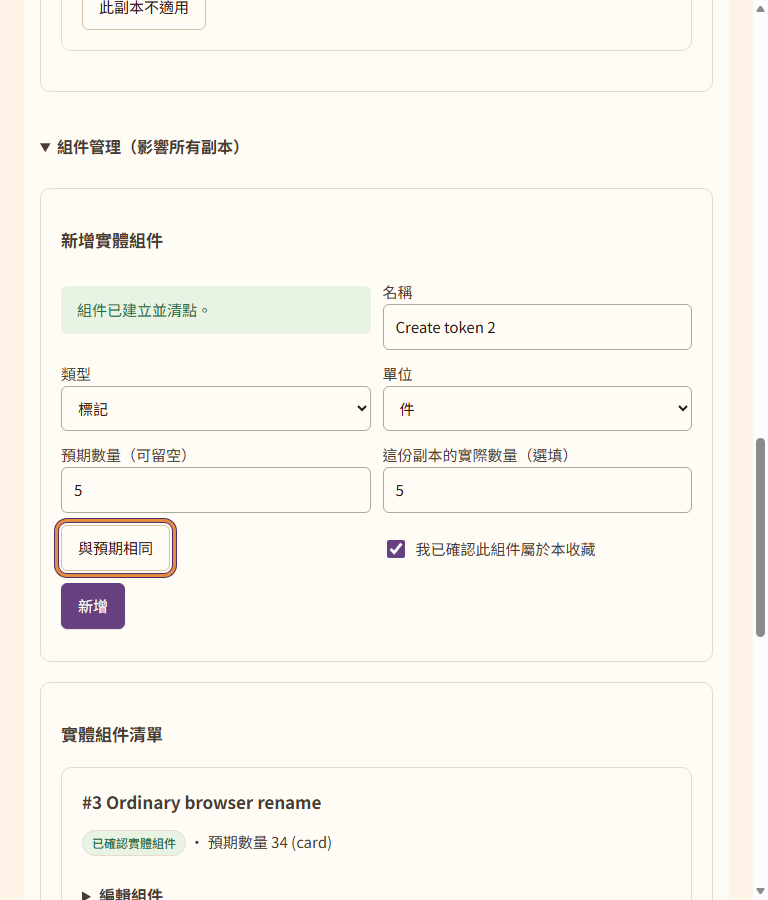 此副本不適用
▼ 組件管理（影響所有副本）
新增實體組件
組件已建立並清點。
名稱
Create token 2
類型
單位
標記
件
預期數量（可留空）
這份副本的實際數量（選填）
5
5
與預期相同
我已確認此組件屬於本收藏
新增
實體組件清單
#3 Ordinary browser rename
已確認實體組件 · 預期數量 34 (card)
▶ 編輯組件